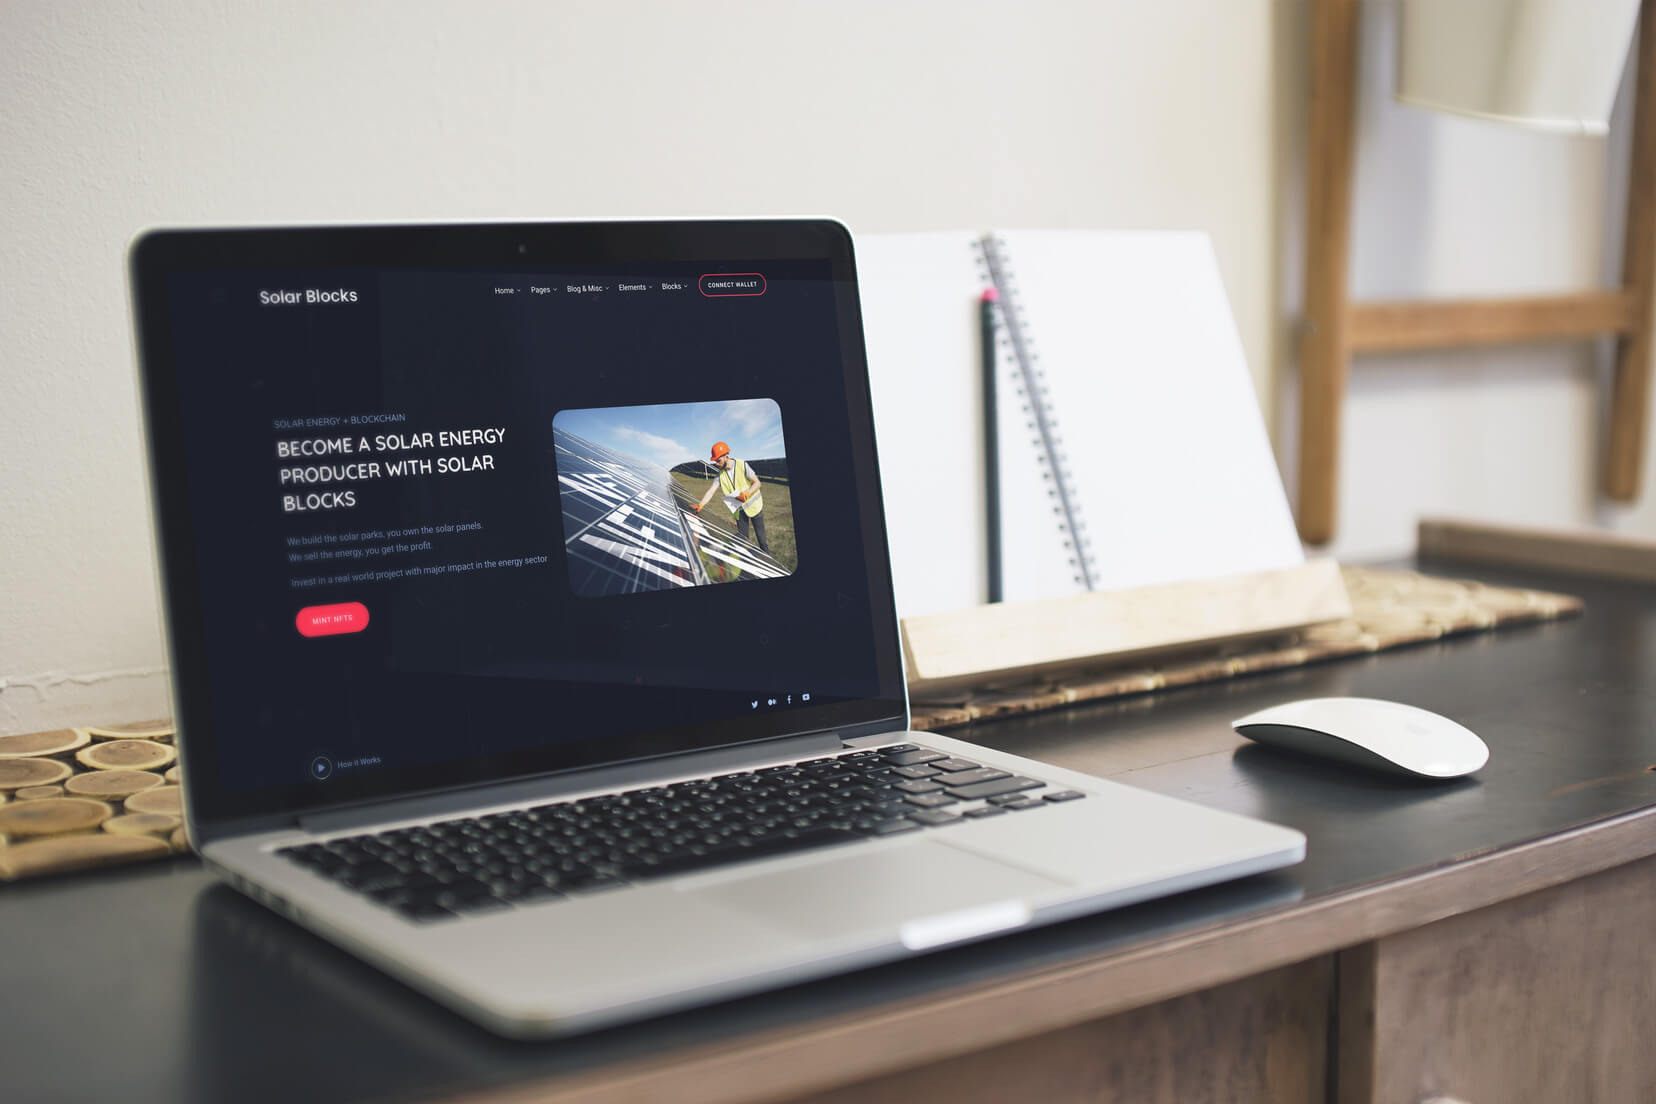 Solar Blocks
Home Pages Blog & Misc Elements Blocks CONNECT WALLET
SOLAR ENERGY + BLOCKCHAIN
BECOME A SOLAR ENERGY
PRODUCER WITH SOLAR
BLOCKS
We build the solar parks, you own the solar panels.
We sell the energy, you get the profit.
Invest in a real world project with major impact in the energy sector
MINT NFTS
How it Works